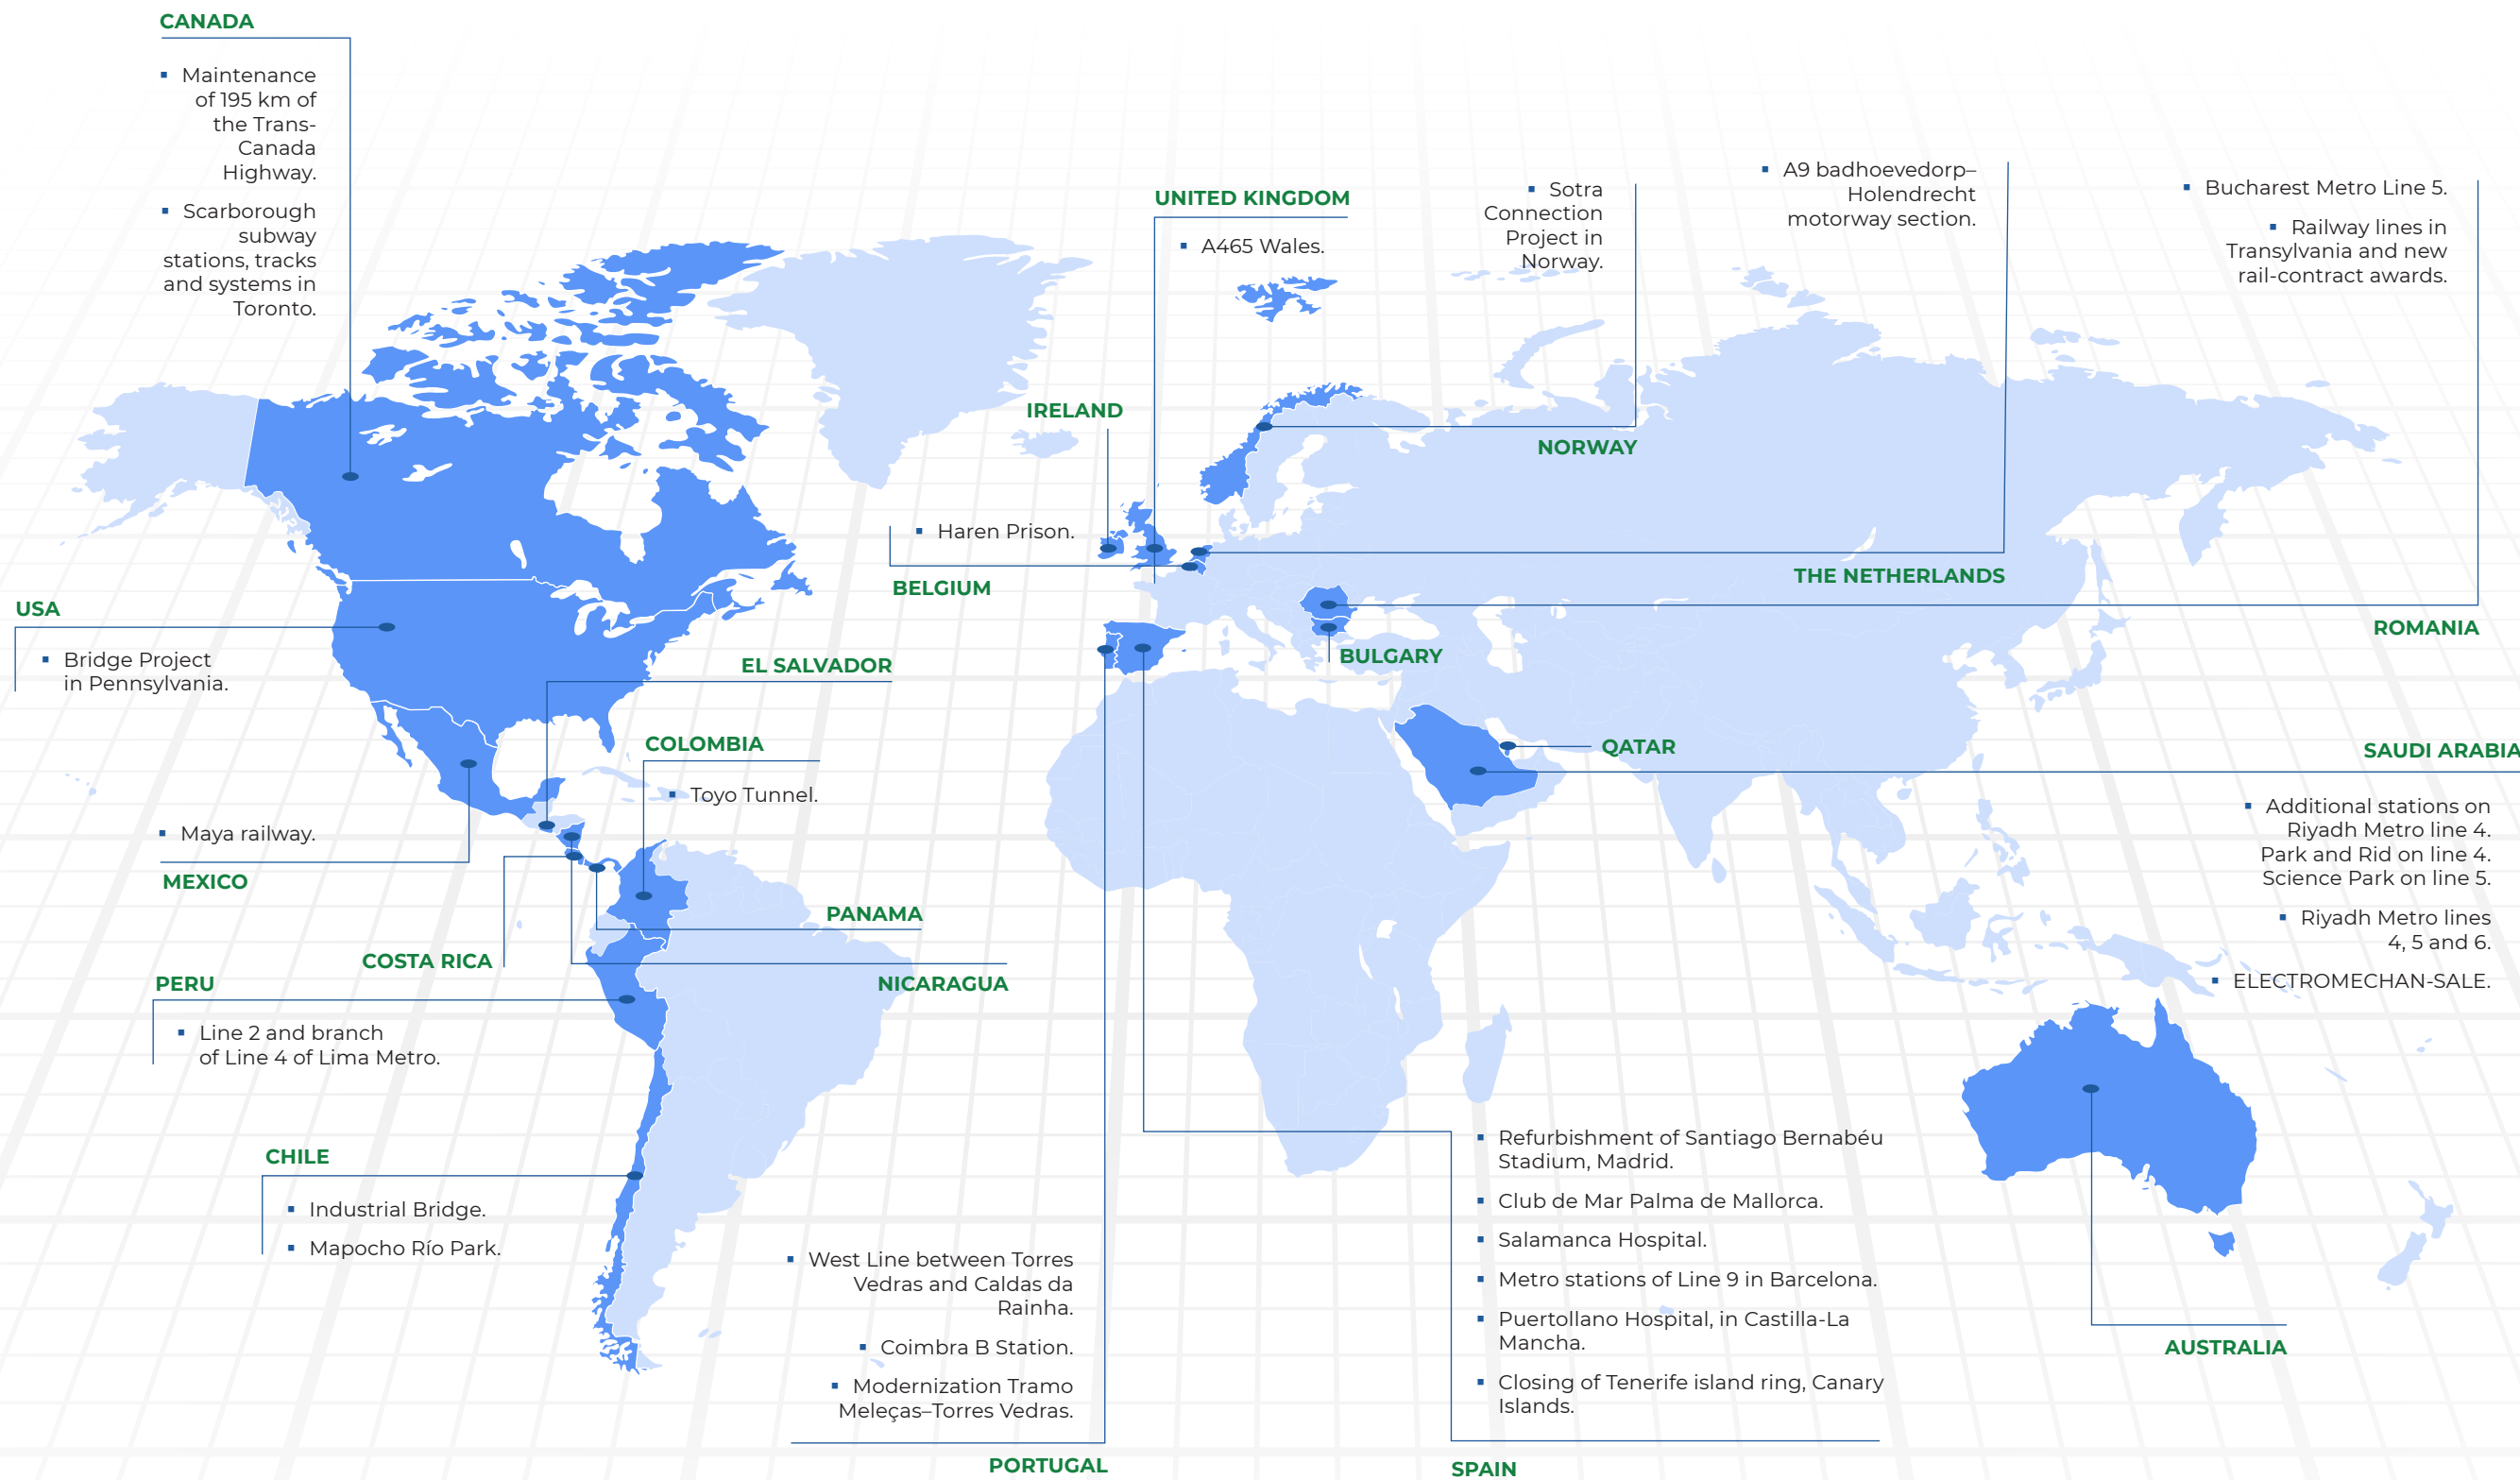 CANADA
▪ Maintenance
of 195 km of
the Trans-
Canada
Highway.
▪ Scarborough
subway
stations, tracks
and systems in
Toronto.
UNITED KINGDOM
▪ A465 Wales.
▪ Sotra
Connection
Project in
Norway.
NORWAY
▪ A9 badhoevedorp–
Holendrecht
motorway section.
THE NETHERLANDS
▪ Bucharest Metro Line 5.
▪ Railway lines in
Transylvania and new
rail-contract awards.
ROMANIA
IRELAND
▪ Haren Prison.
BELGIUM
USA
▪ Bridge Project
in Pennsylvania.
EL SALVADOR
BULGARY
COLOMBIA
▪ Toyo Tunnel.
QATAR
SAUDI ARABIA
▪ Additional stations on
Riyadh Metro line 4.
Park and Rid on line 4.
Science Park on line 5.
▪ Riyadh Metro lines
4, 5 and 6.
▪ ELECTROMECHAN-SALE.
▪ Maya railway.
MEXICO
PANAMA
COSTA RICA
NICARAGUA
PERU
▪ Line 2 and branch
of Line 4 of Lima Metro.
CHILE
▪ Industrial Bridge.
▪ Mapocho Río Park.
▪ West Line between Torres
Vedras and Caldas da
Rainha.
▪ Coimbra B Station.
▪ Modernization Tramo
Meleças–Torres Vedras.
PORTUGAL
▪ Refurbishment of Santiago Bernabéu
Stadium, Madrid.
▪ Club de Mar Palma de Mallorca.
▪ Salamanca Hospital.
▪ Metro stations of Line 9 in Barcelona.
▪ Puertollano Hospital, in Castilla-La
Mancha.
▪ Closing of Tenerife island ring, Canary
Islands.
SPAIN
AUSTRALIA